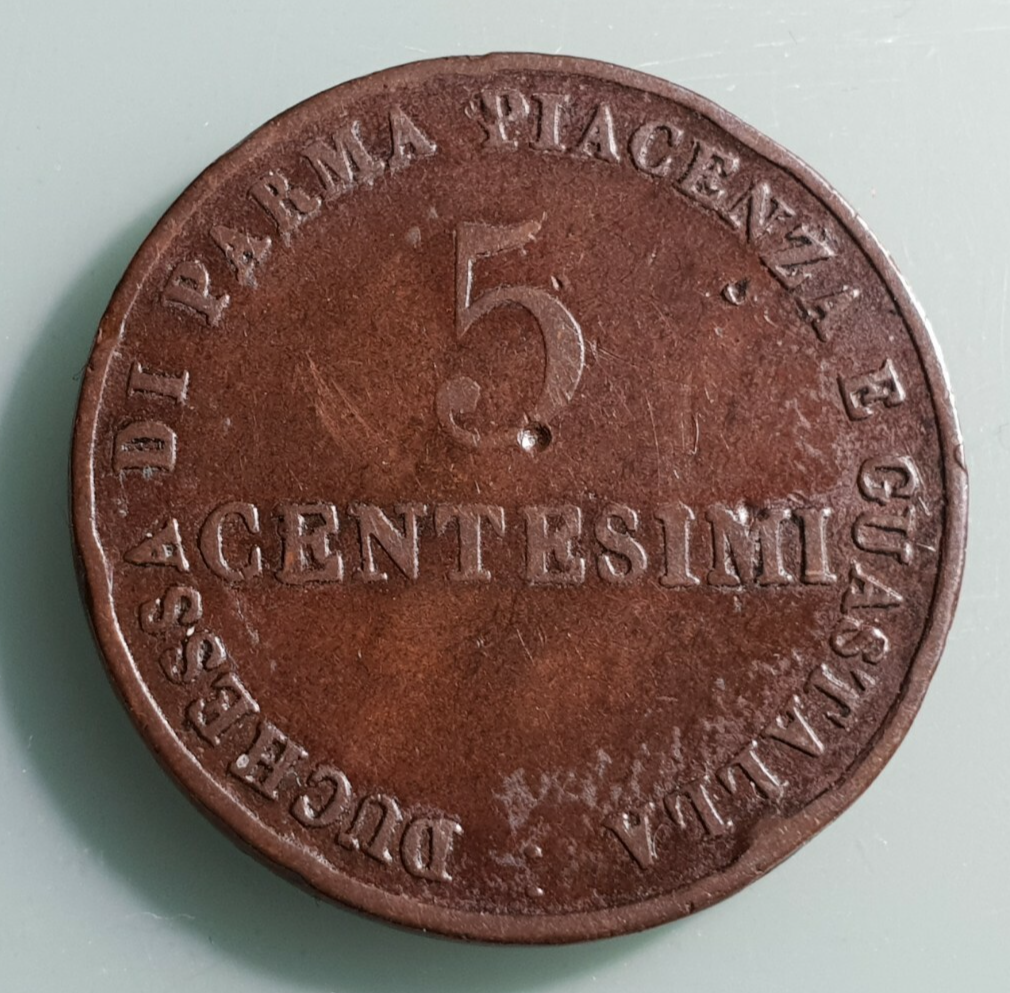 DUCHESSA DI PARMA PIACENZA E GUASTALLA
5
CENTESIMI